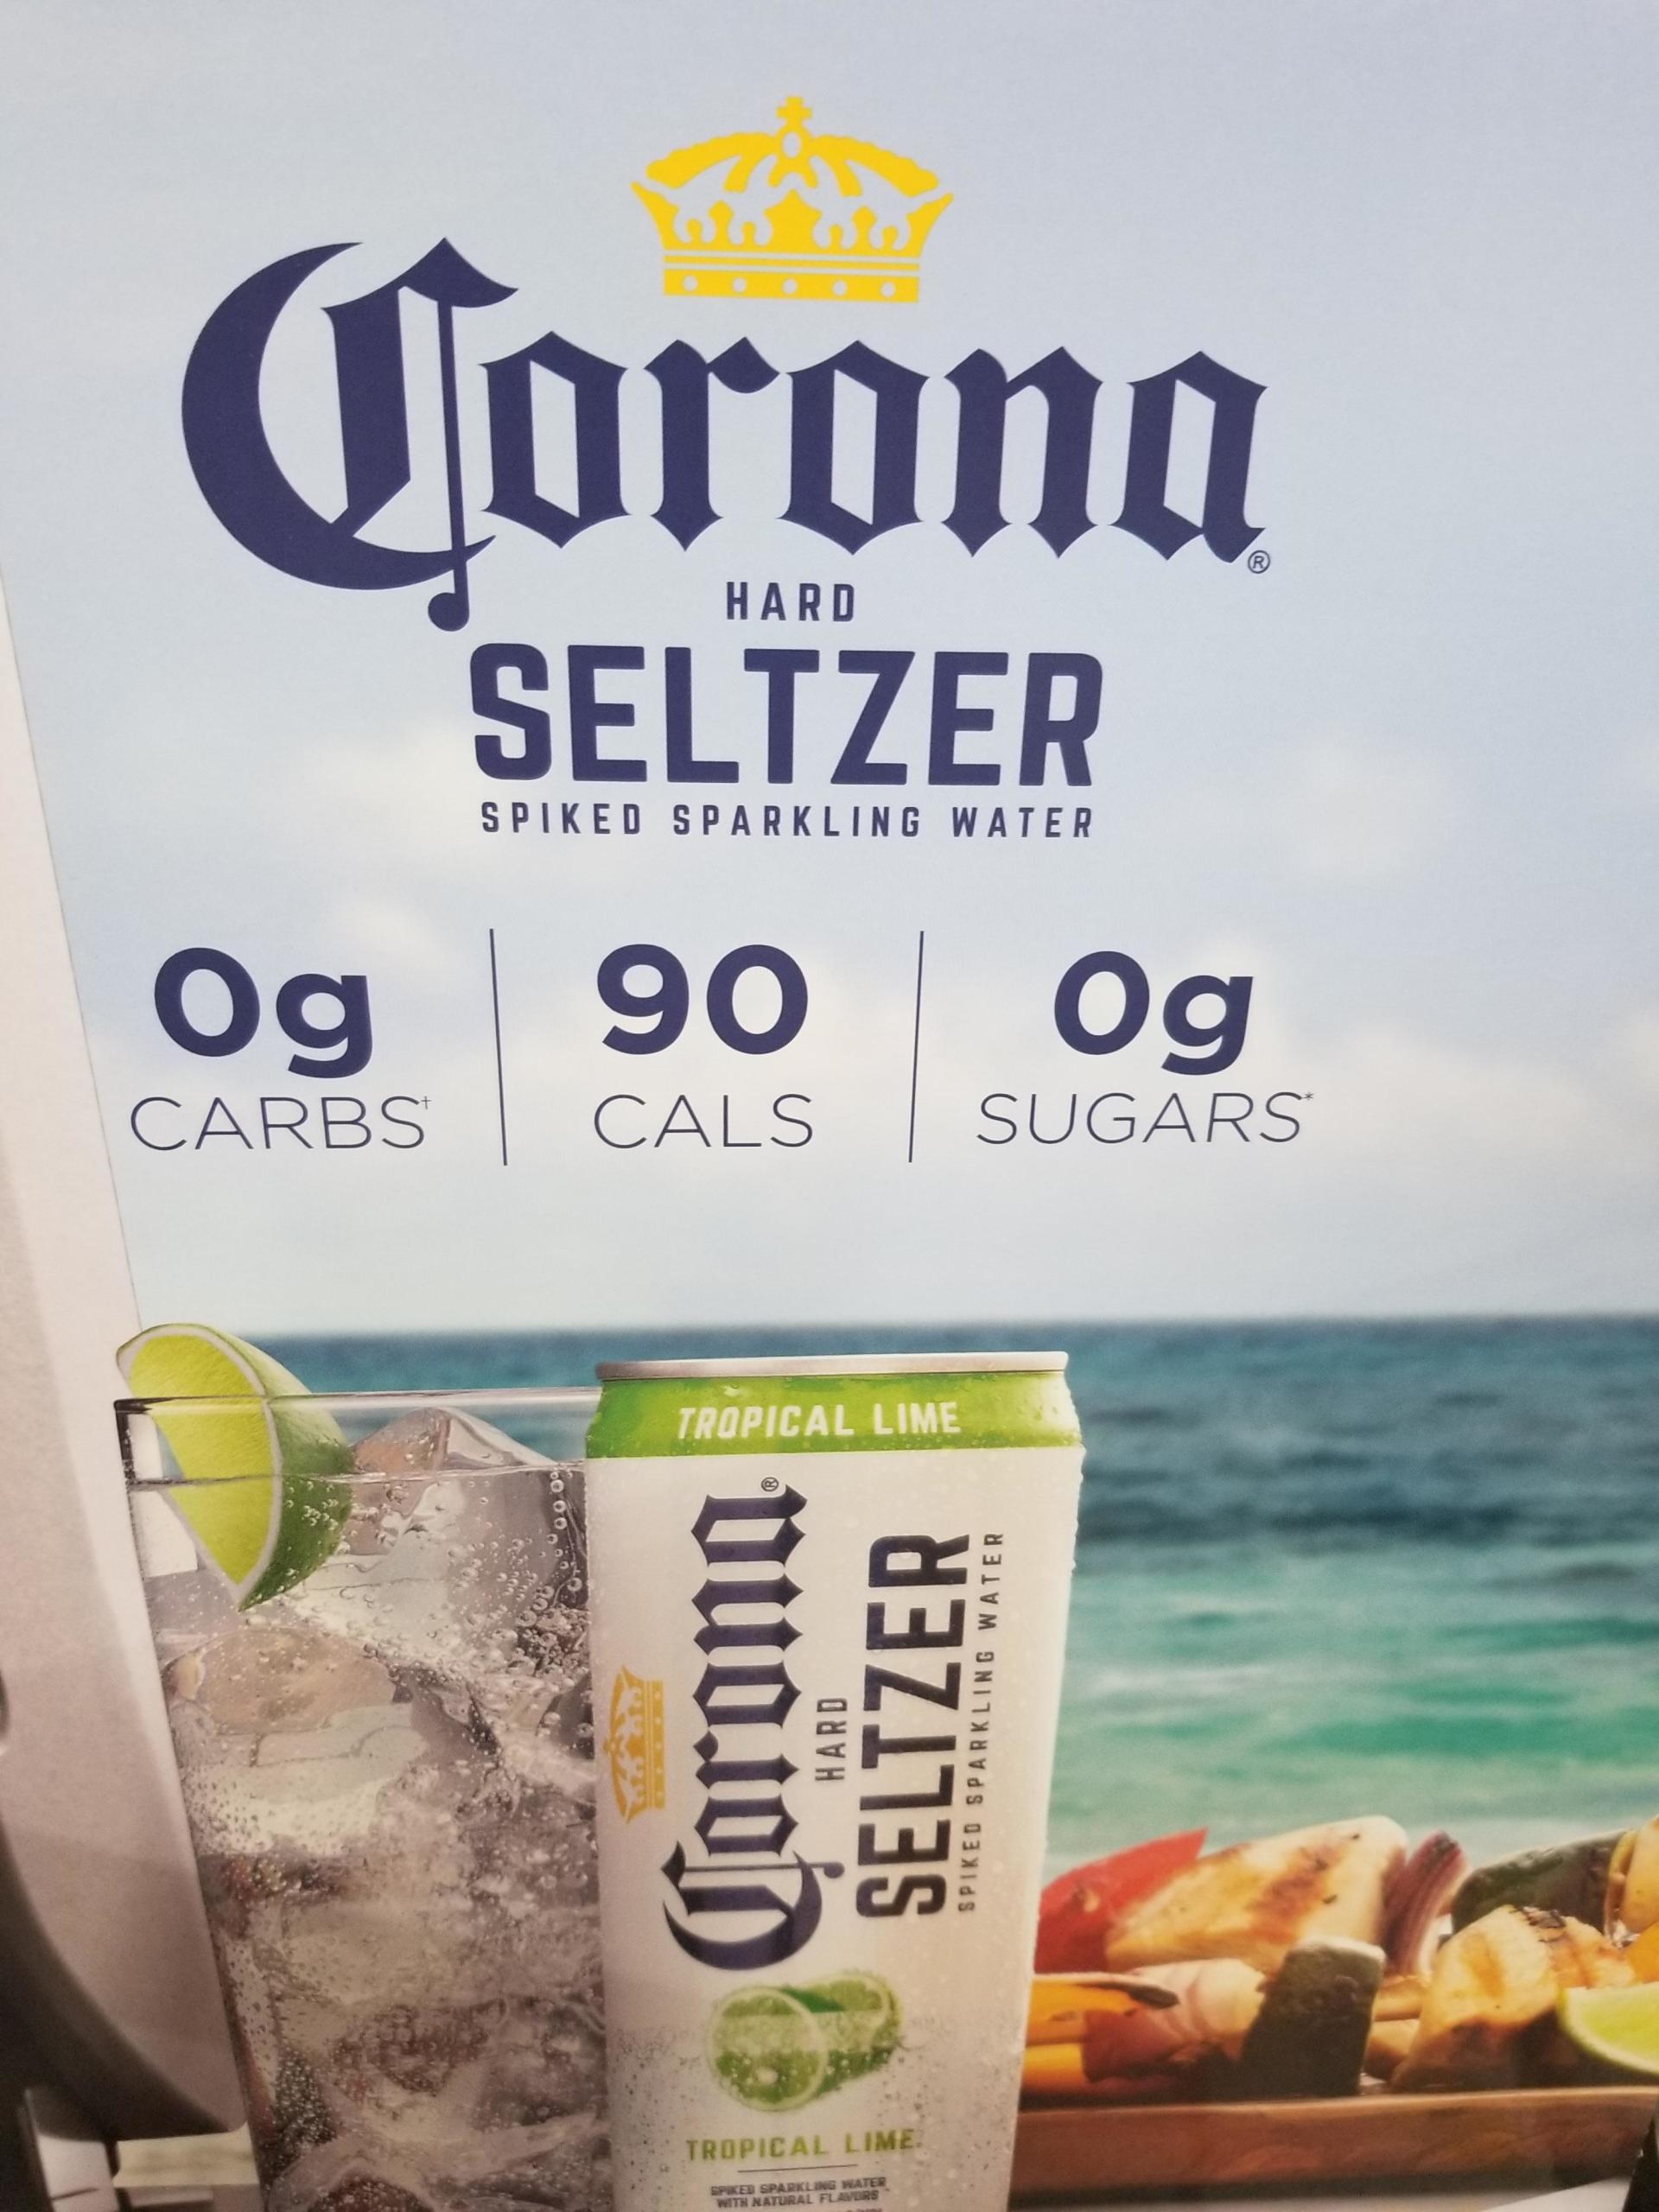 Corona®
HARD
SELTZER
SPIKED SPARKLING WATER
0g
CARBS†
90
CALS
0g
SUGARS*
TROPICAL LIME
Corona®
HARD
SELTZER
SPIKED SPARKLING WATER
TROPICAL LIME
SPIKED SPARKLING WATER
WITH NATURAL FLAVORS